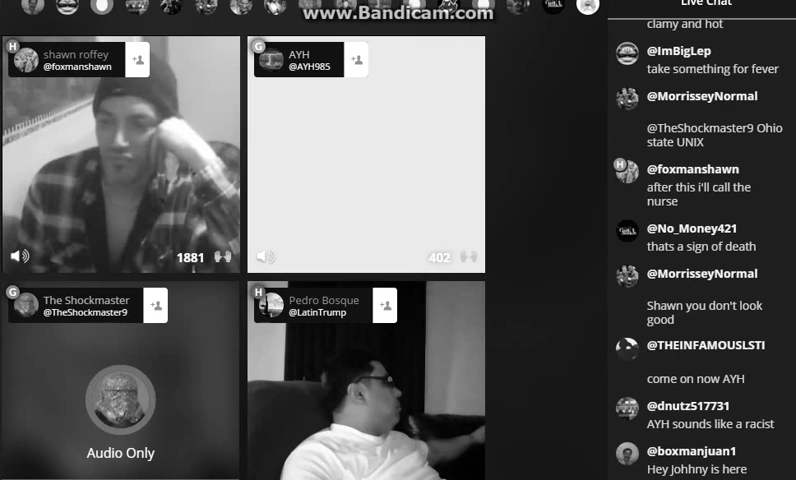 www.Bandicam.com
Live Chat
H
shawn roffey
@foxmanshawn
1881
G
AYH
@AYH985
402
G
The Shockmaster
@TheShockmaster9
Audio Only
H
Pedro Bosque
@LatinTrump
clamy and hot
@ImBigLep
take something for fever
@MorrisseyNormal
@TheShockmaster9 Ohio
state UNIX
H
@foxmanshawn
after this i'll call the
nurse
@No_Money421
thats a sign of death
@MorrisseyNormal
Shawn you don't look
good
@THEINFAMOUSLSTI
come on now AYH
@dnutz517731
AYH sounds like a racist
@boxmanjuan1
Hey Johhny is here